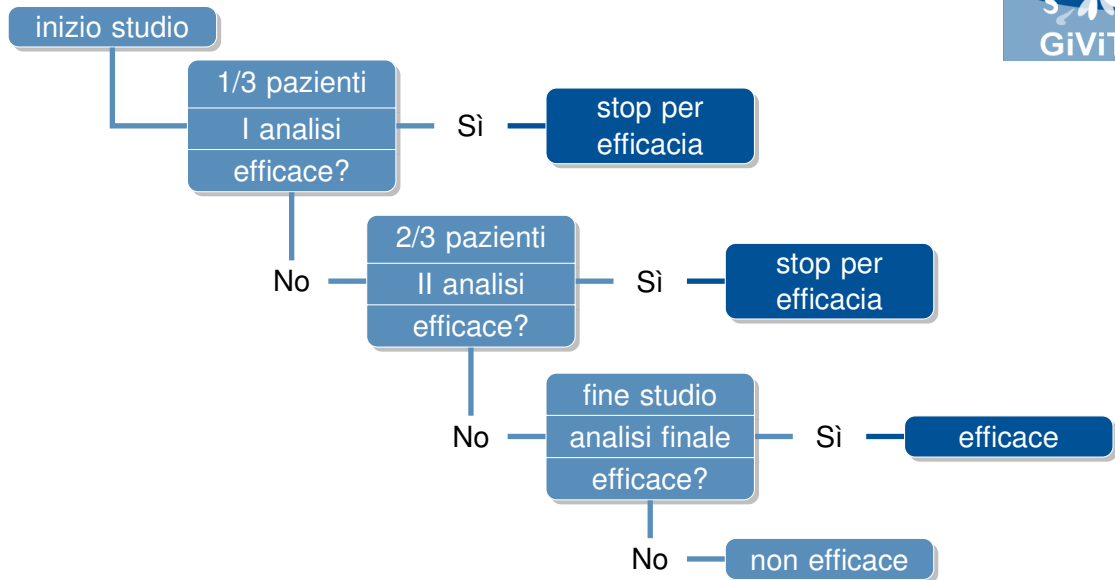 inizio studio
GiViT
1/3 pazienti
I analisi
efficace?
Sì
stop per
efficacia
No
2/3 pazienti
II analisi
efficace?
Sì
stop per
efficacia
No
fine studio
analisi finale
efficace?
Sì
efficace
No
non efficace